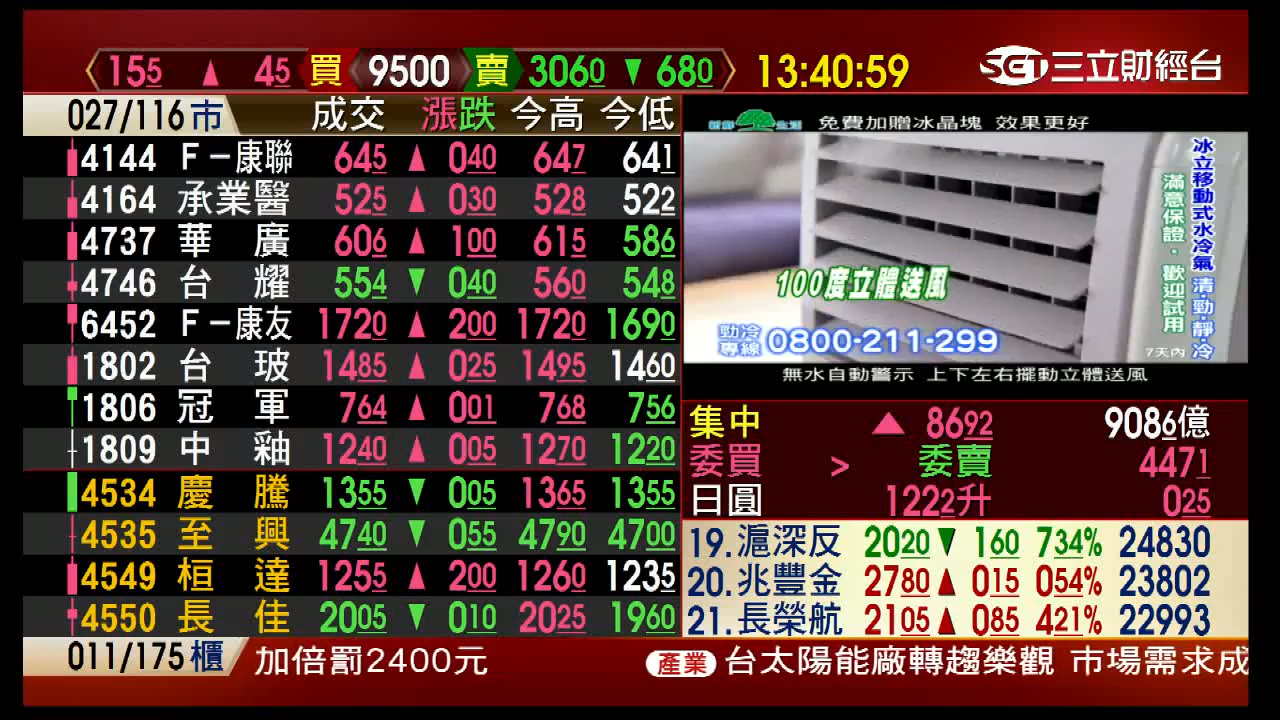 155 ▲ 45 買 9500 賣 3060 ▼ 680 13:40:59 三立財經台
027/116 市 成交 漲跌 今高 今低
4144 F－康聯 645 ▲ 040 647 641
4164 承業醫 525 ▲ 030 528 522
4737 華廣 606 ▲ 100 615 586
4746 台耀 554 ▼ 040 560 548
6452 F－康友 1720 ▲ 200 1720 1690
1802 台玻 1485 ▲ 025 1495 1460
1806 冠軍 764 ▲ 001 768 756
1809 中釉 1240 ▲ 005 1270 1220
4534 慶騰 1355 ▼ 005 1365 1355
4535 至興 4740 ▼ 055 4790 4700
4549 桓達 1255 ▲ 200 1260 1235
4550 長佳 2005 ▼ 010 2025 1960
免費加贈冰晶塊 效果更好
冰立移動式水冷氣 清·勁·靜·冷
滿意保證·歡迎試用
7天內
100度立體送風
勁冷專線 0800-211-299
無水自動警示 上下左右擺動立體送風
集中 ▲ 8692 9086億
委買 > 委賣 4471
日圓 1222升 025
19.滬深反 2020 ▼ 160 734% 24830
20.兆豐金 2780 ▲ 015 054% 23802
21.長榮航 2105 ▲ 085 421% 22993
011/175 櫃 加倍罰2400元 產業 台太陽能廠轉趨樂觀 市場需求成